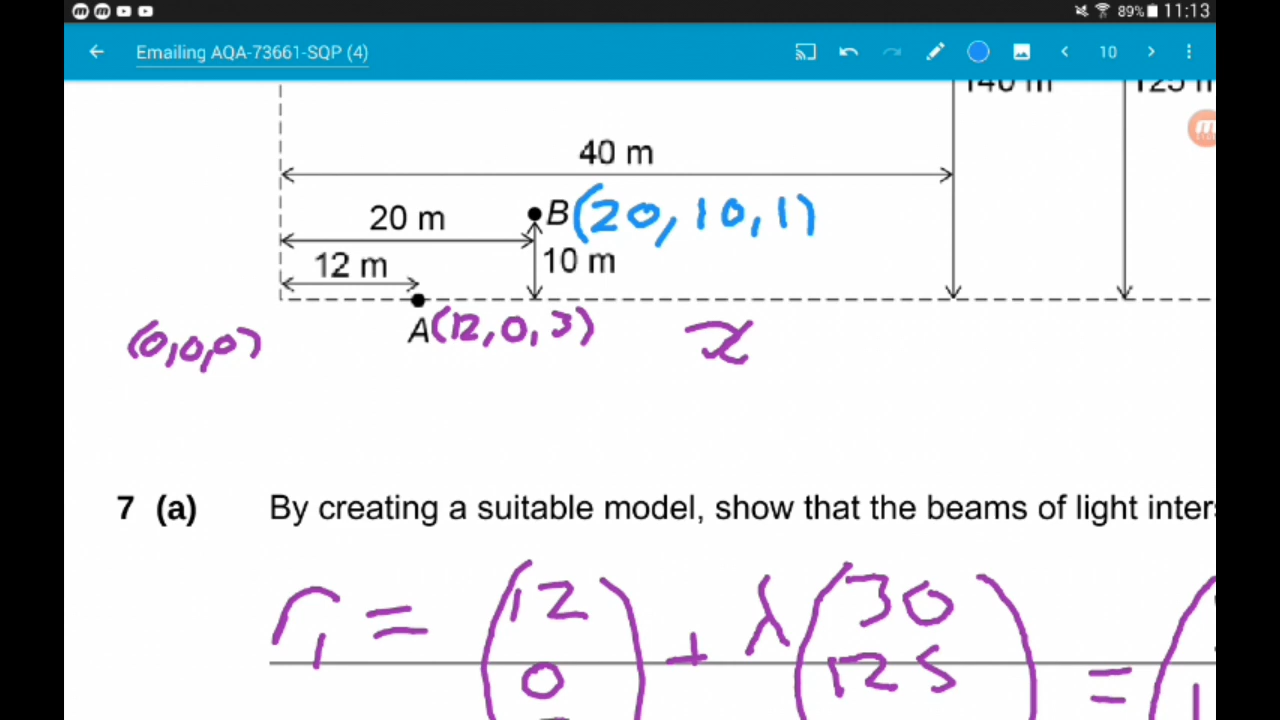 89% 11:13
Emailing AQA-73661-SQP (4)
10
140 m 125 m
40 m
20 m B(20,10,1)
12 m 10 m
(0,0,0) A(12,0,3) x
7 (a) By creating a suitable model, show that the beams of light inters
r₁ = (12 + λ(30
0 125 =